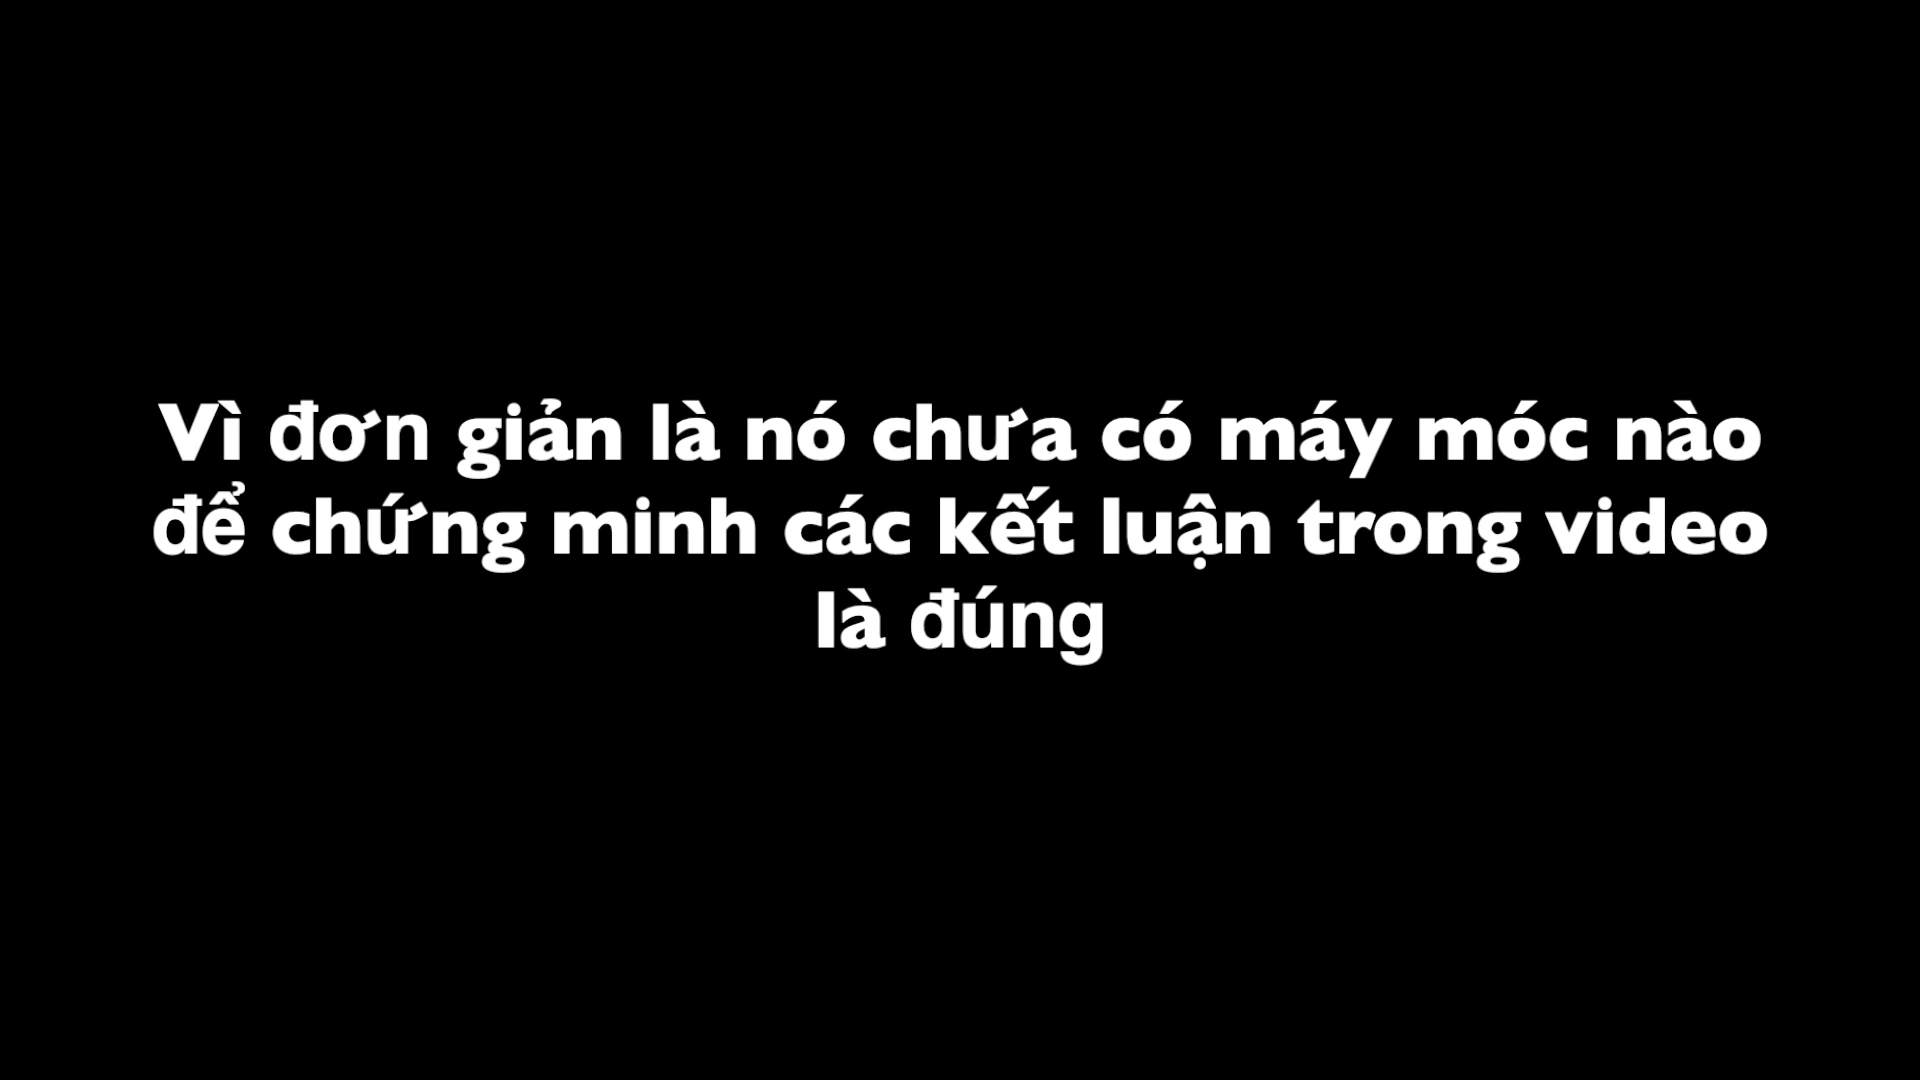 Vì đơn giản là nó chưa có máy móc nào
để chứng minh các kết luận trong video
là đúng